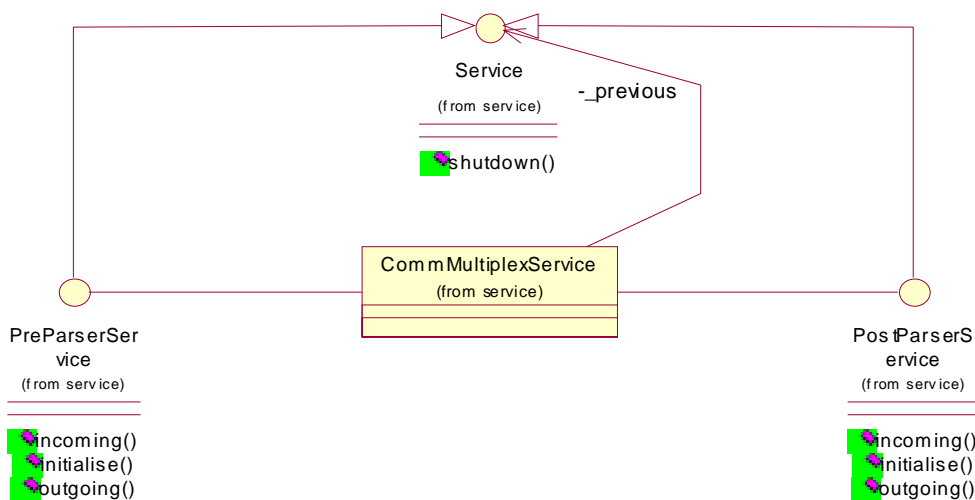 Service
(from service)
shutdown()
-_previous
CommMultiplexService
(from service)
PreParserSer
vice
(from service)
incoming()
initialise()
outgoing()
PostParserS
ervice
(from service)
incoming()
initialise()
outgoing()